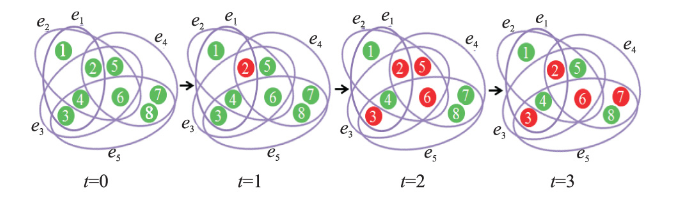 e2 e1 e4 e2 e1 e4 e2 e1 e4 e2 e1 e4
1 1 1 1
2 5 2 5 2 5 2 5
4 6 7 4 6 7 4 6 7 4 6 7
3 8 3 8 3 8 3 8
e3 e3 e3 e3
e5 e5 e5 e5
t=0 t=1 t=2 t=3